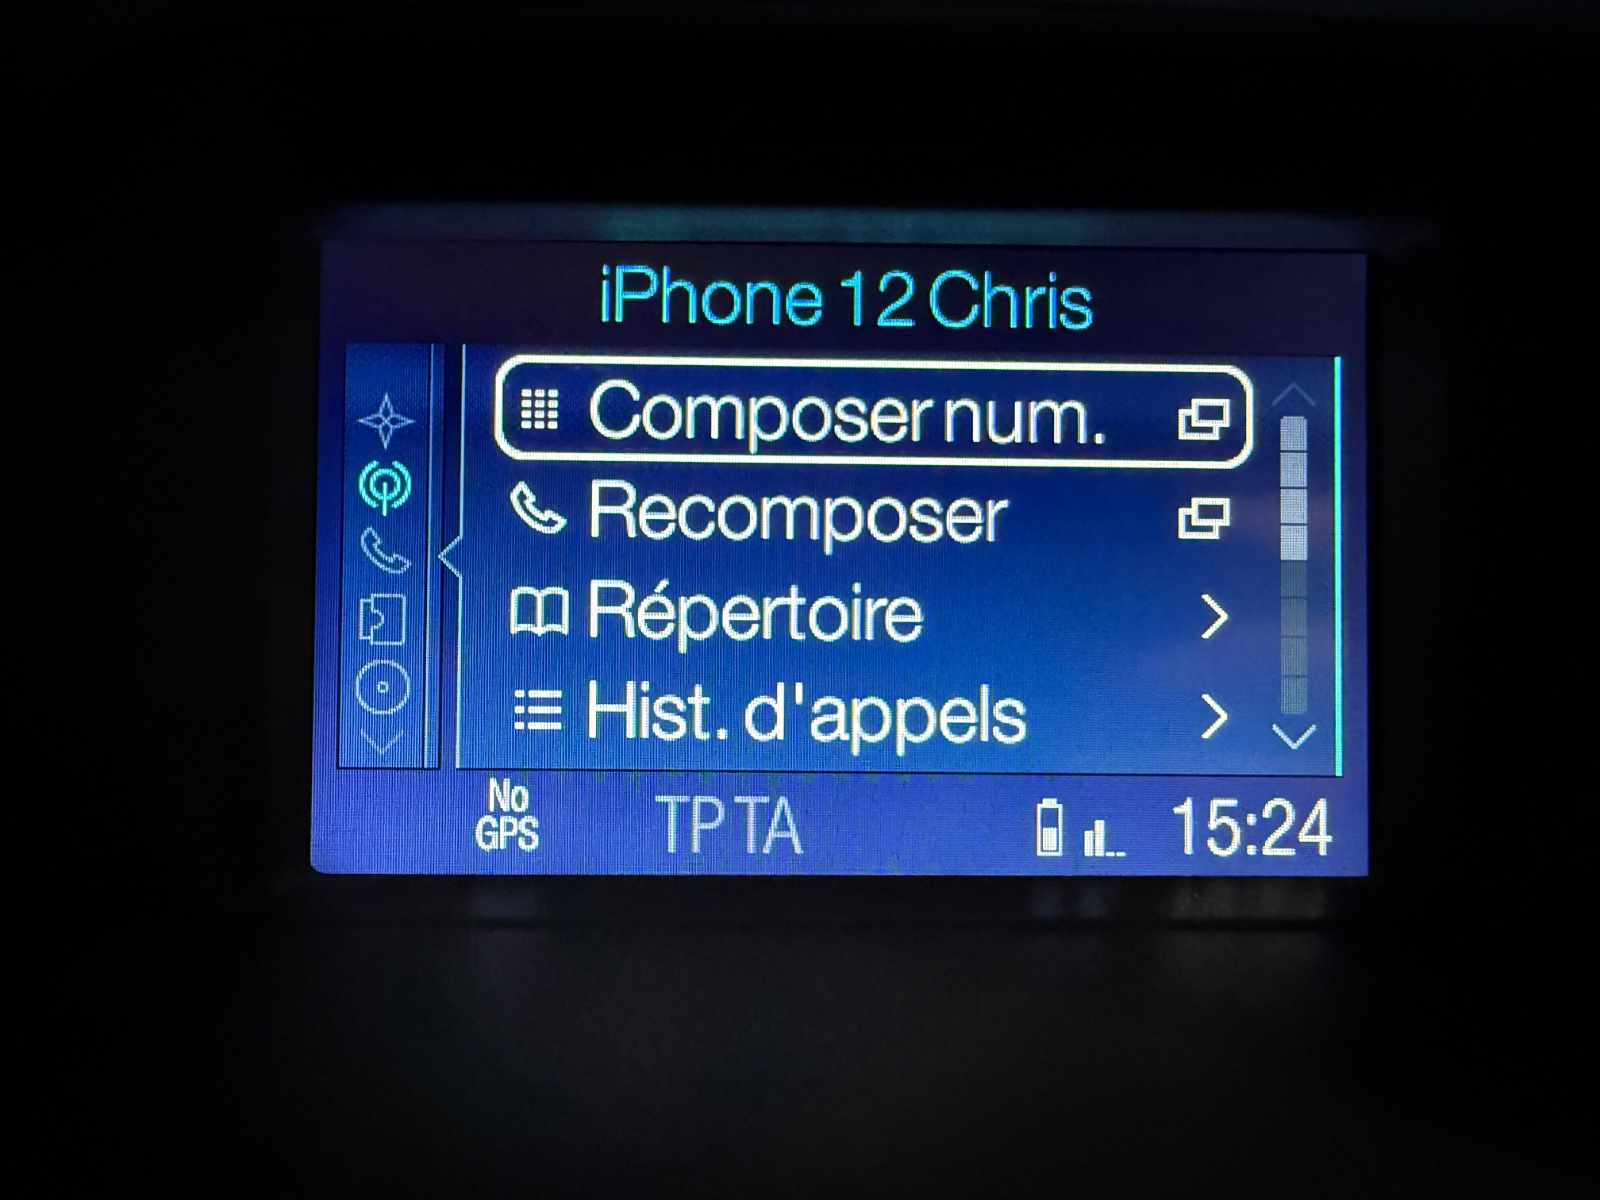 iPhone 12 Chris
Composer num.
Recomposer
Répertoire
Hist. d'appels
No
GPS
TP TA
15:24